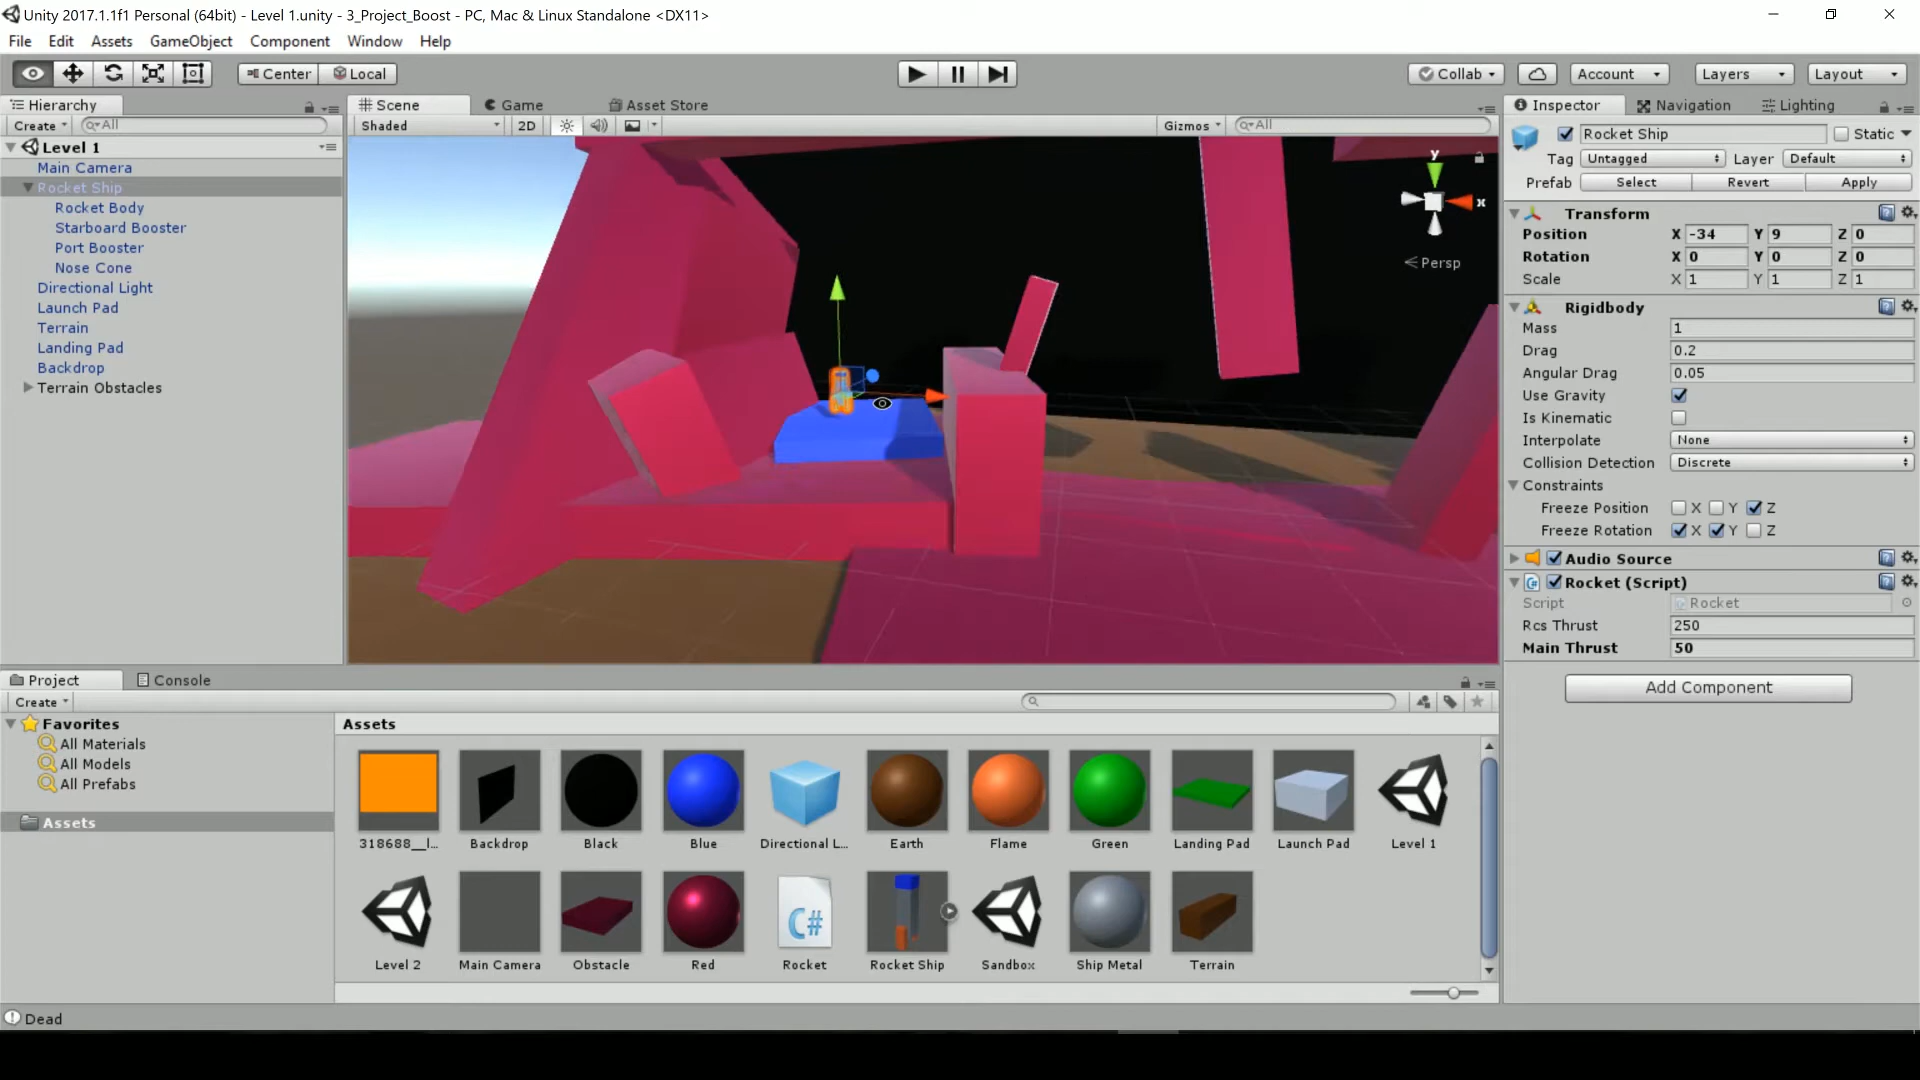 Unity 2017.1.1f1 Personal (64bit) - Level 1.unity - 3_Project_Boost - PC, Mac & Linux Standalone <DX11>
File Edit Assets GameObject Component Window Help
Center Local Collab Account Layers Layout
Hierarchy
Create All
Level 1
Main Camera
Rocket Ship
Rocket Body
Starboard Booster
Port Booster
Nose Cone
Directional Light
Launch Pad
Terrain
Landing Pad
Backdrop
Terrain Obstacles
Scene Game Asset Store
Shaded 2D Gizmos All
y
x
Persp
Inspector Navigation Lighting
Rocket Ship Static
Tag Untagged Layer Default
Prefab Select Revert Apply
Transform
Position X -34 Y 9 Z 0
Rotation X 0 Y 0 Z 0
Scale X 1 Y 1 Z 1
Rigidbody
Mass 1
Drag 0.2
Angular Drag 0.05
Use Gravity
Is Kinematic
Interpolate None
Collision Detection Discrete
Constraints
Freeze Position X Y Z
Freeze Rotation X Y Z
Audio Source
C# Rocket (Script)
Script Rocket
Rcs Thrust 250
Main Thrust 50
Add Component
Project Console
Create
Favorites
All Materials
All Models
All Prefabs
Assets
Assets
318688__l... Backdrop Black Blue Directional L... Earth Flame Green Landing Pad Launch Pad Level 1
C#
Level 2 Main Camera Obstacle Red Rocket Rocket Ship Sandbox Ship Metal Terrain
Dead